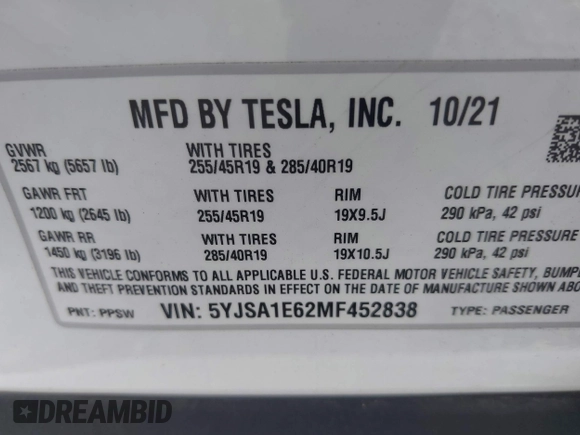 MFD BY TESLA, INC. 10/21
GVWR WITH TIRES
2567 kg (5657 lb) 255/45R19 & 285/40R19
GAWR FRT WITH TIRES RIM COLD TIRE PRESSU
1200 kg (2645 lb) 255/45R19 19X9.5J 290 kPa, 42 psi
GAWR RR WITH TIRES RIM COLD TIRE PRESSURE
1450 kg (3196 lb) 285/40R19 19X10.5J 290 kPa, 42 psi
THIS VEHICLE CONFORMS TO ALL APPLICABLE U.S. FEDERAL MOTOR VEHICLE SAFETY, BUMPE
AND THEFT PREVENTION STANDARDS IN EFFECT ON THE DATE OF MANUFACTURE SHOWN ABO
PNT: PPSW VIN: 5YJSA1E62MF452838 TYPE: PASSENGER
DREAMBID